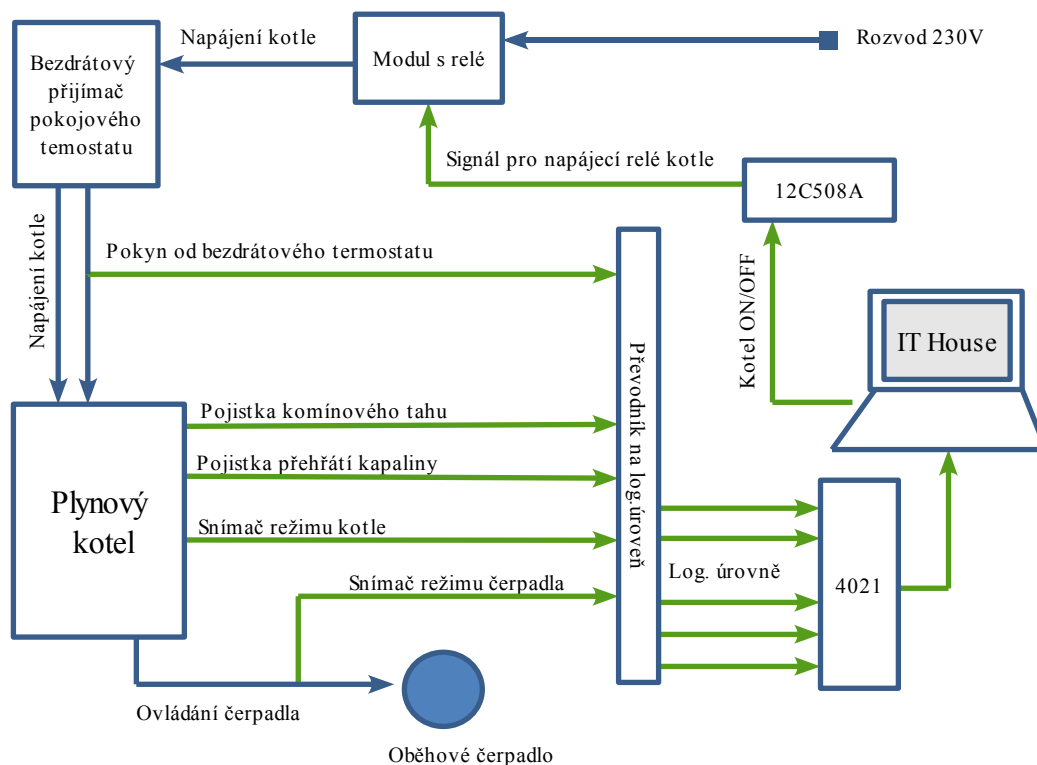 Napájení kotle
Rozvod 230V
Bezdrátový
přijímač
pokojového
temostatu
Modul s relé
Signál pro napájecí relé kotle
12C508A
Napájení kotle
Pokyn od bezdrátového termostatu
Kotel ON/OFF
IT House
Převodník na log.úroveň
Pojistka komínového tahu
Pojistka přehřátí kapaliny
Plynový
kotel
Snímač režimu kotle
Snímač režimu čerpadla
Log. úrovně
4021
Ovládání čerpadla
Oběhové čerpadlo